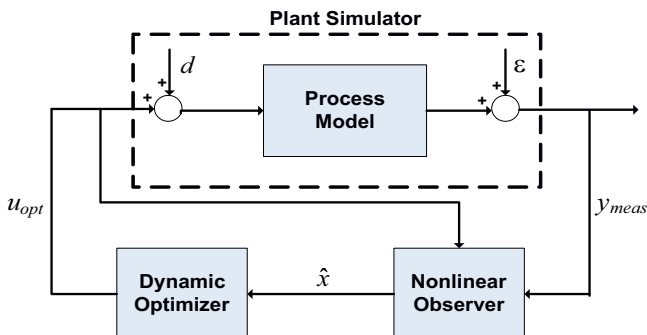 Plant Simulator
d
ε
+
+
+
+
Process
Model
u_opt
y_meas
Dynamic
Optimizer
x̂
Nonlinear
Observer